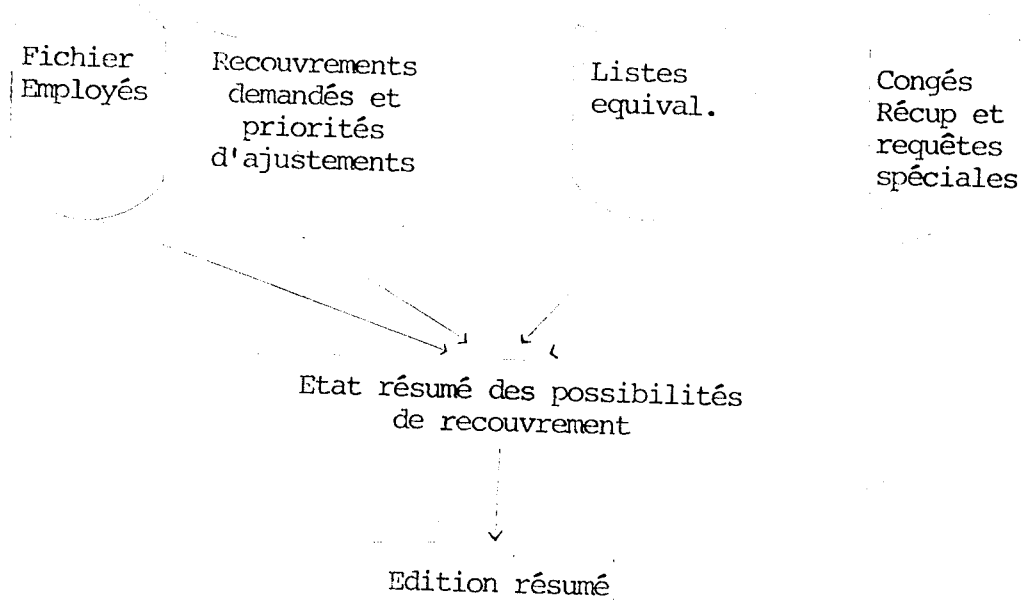 Fichier
Employés
Recouvrements
demandés et
priorités
d'ajustements
Listes
equival.
Congés
Récup et
requêtes
spéciales
Etat résumé des possibilités
de recouvrement
Edition résumé